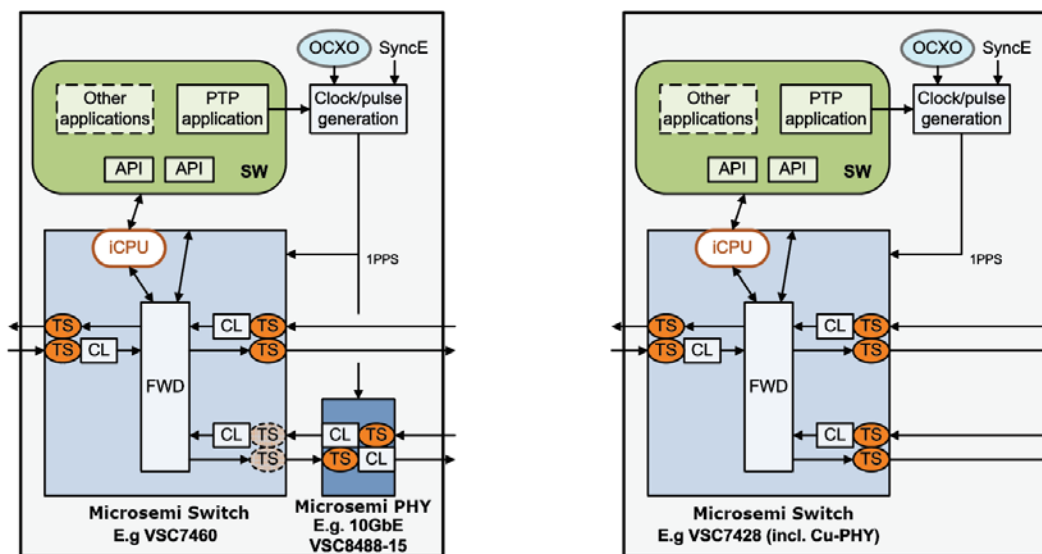 OCXO
SyncE
Other
applications
PTP
application
Clock/pulse
generation
API
API
SW
iCPU
1PPS
TS
CL
TS
TS
CL
TS
FWD
CL
TS
CL
TS
TS
TS
CL
Microsemi Switch
E.g VSC7460
Microsemi PHY
E.g. 10GbE
VSC8488-15
OCXO
SyncE
Other
applications
PTP
application
Clock/pulse
generation
API
API
SW
iCPU
1PPS
TS
CL
TS
TS
CL
TS
FWD
CL
TS
TS
Microsemi Switch
E.g VSC7428 (incl. Cu-PHY)